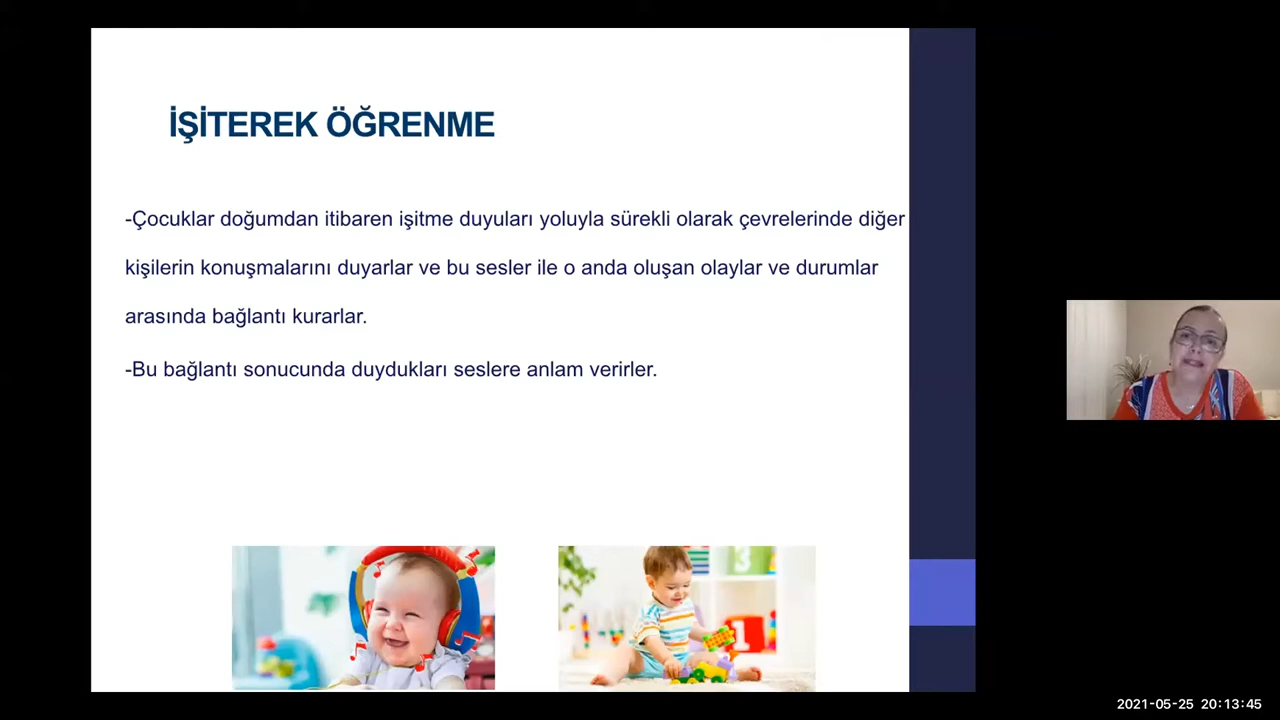 İŞİTEREK ÖĞRENME
-Çocuklar doğumdan itibaren işitme duyuları yoluyla sürekli olarak çevrelerinde diğer
kişilerin konuşmalarını duyarlar ve bu sesler ile o anda oluşan olaylar ve durumlar
arasında bağlantı kurarlar.
-Bu bağlantı sonucunda duydukları seslere anlam verirler.
3
1
2021-05-25 20:13:45